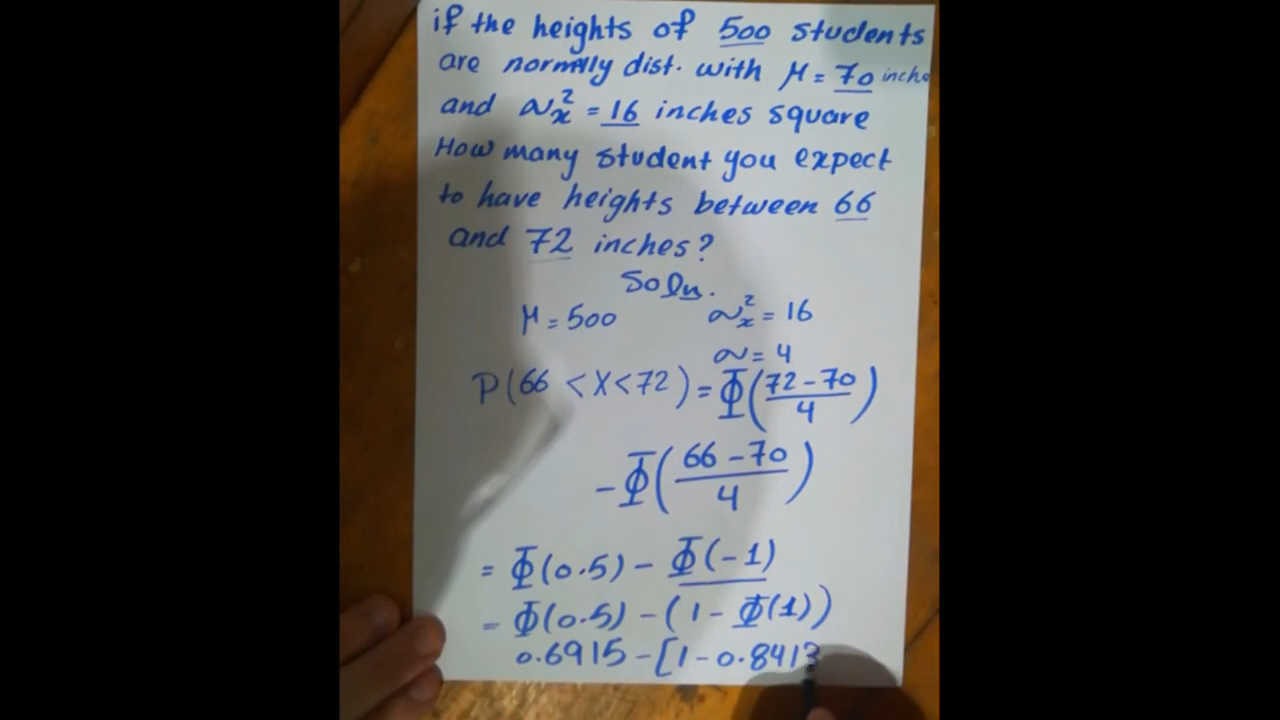 if the heights of 500 students
are normally dist. with μ = 70
and σₓ² = 16 inches square
How many student you expect
to have heights between 66
and 72 inches?
Soln.
μ = 500 σₓ² = 16
σ = 4
P(66 < X < 72) = Φ((72 - 70)/4)
- Φ((66 - 70)/4)
= Φ(0.5) - Φ(-1)
= Φ(0.5) - (1 - Φ(1))
0.6915 - [1 - 0.8413